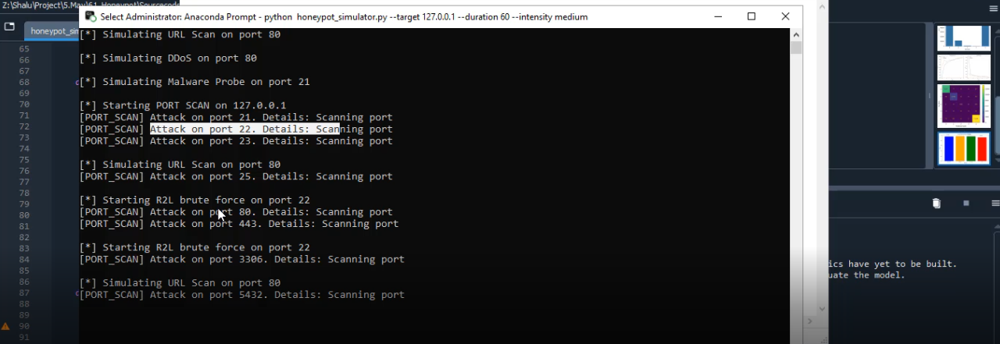 Z:\Shalu\Project\5.May\61_Honeypot\Sourcecode
Select Administrator: Anaconda Prompt - python honeypot_simulator.py --target 127.0.0.1 --duration 60 --intensity medium
honeypot_sim
[*] Simulating URL Scan on port 80
[*] Simulating DDoS on port 80
[*] Simulating Malware Probe on port 21
[*] Starting PORT SCAN on 127.0.0.1
[PORT_SCAN] Attack on port 21. Details: Scanning port
[PORT_SCAN] Attack on port 22. Details: Scanning port
[PORT_SCAN] Attack on port 23. Details: Scanning port
[*] Simulating URL Scan on port 80
[PORT_SCAN] Attack on port 25. Details: Scanning port
[*] Starting R2L brute force on port 22
[PORT_SCAN] Attack on port 80. Details: Scanning port
[PORT_SCAN] Attack on port 443. Details: Scanning port
[*] Starting R2L brute force on port 22
[PORT_SCAN] Attack on port 3306. Details: Scanning port
[*] Simulating URL Scan on port 80
[PORT_SCAN] Attack on port 5432. Details: Scanning port
65
66
67
68
69
70
71
72
73
74
75
76
77
78
79
80
81
82
83
84
85
86
87
88
89
90
91
ics have yet to be built.
uate the model.